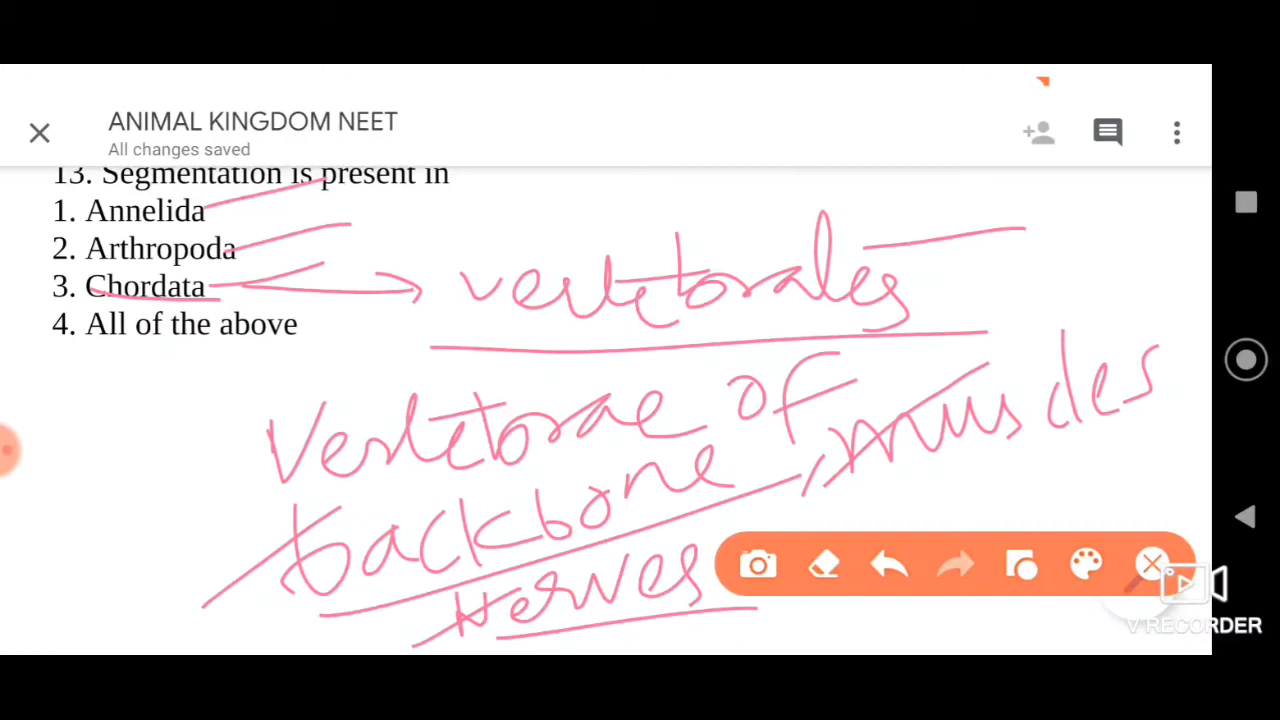 ANIMAL KINGDOM NEET
All changes saved
13. Segmentation is present in
1. Annelida
2. Arthropoda
3. Chordata
4. All of the above
vertebrates
Vertebrae of
backbone, muscles
nerves
V RECORDER